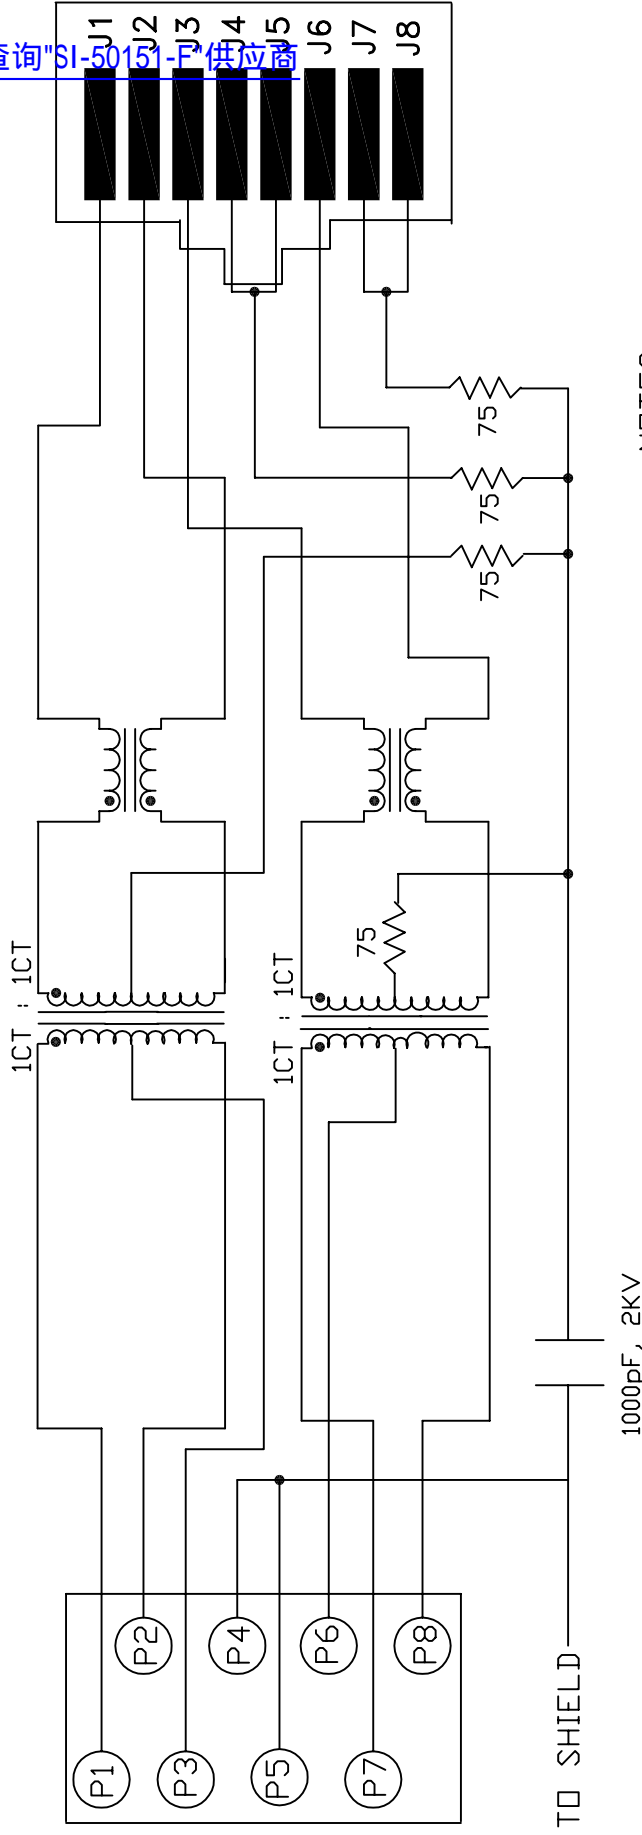 查询"SI-50151-F"供应商
J1
J2
J3
J4
J5
J6
J7
J8
75
75
75
75
1CT : 1CT
1CT : 1CT
1000pF, 2KV
P1
P2
P3
P4
P5
P6
P7
P8
TO SHIELD